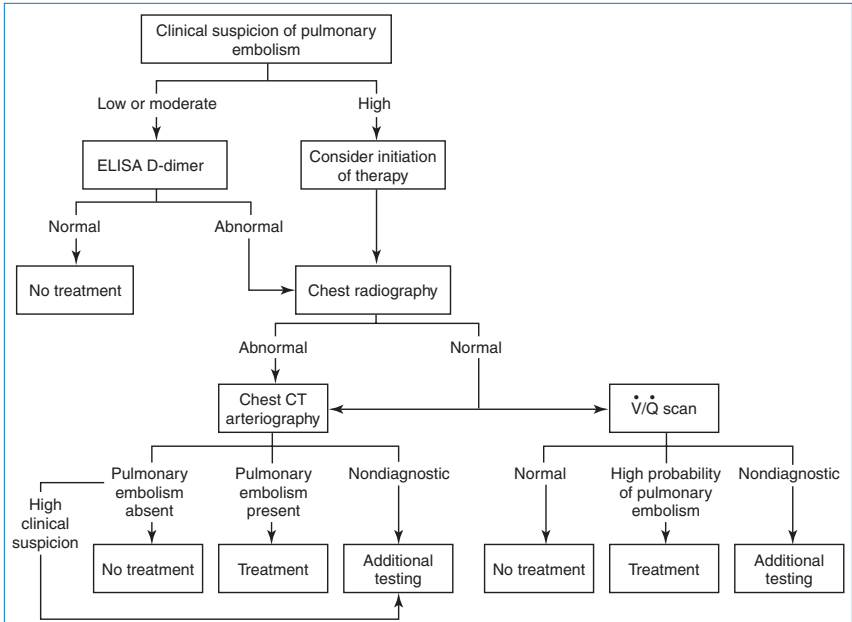 Clinical suspicion of pulmonary
embolism
Low or moderate
High
ELISA D-dimer
Consider initiation
of therapy
Normal
Abnormal
No treatment
Chest radiography
Abnormal
Normal
Chest CT
arteriography
V̇/Q̇ scan
Pulmonary
embolism
absent
Pulmonary
embolism
present
Nondiagnostic
Normal
High probability
of pulmonary
embolism
Nondiagnostic
High
clinical
suspicion
No treatment
Treatment
Additional
testing
No treatment
Treatment
Additional
testing